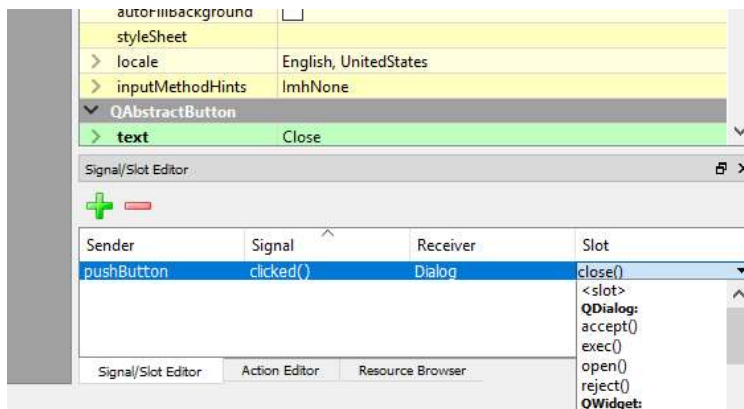 autoFillBackground
styleSheet
locale English, UnitedStates
inputMethodHints ImhNone
QAbstractButton
text Close
Signal/Slot Editor
Sender Signal Receiver Slot
pushButton clicked() Dialog close()
<slot>
QDialog:
accept()
exec()
open()
reject()
QWidget:
Signal/Slot Editor Action Editor Resource Browser